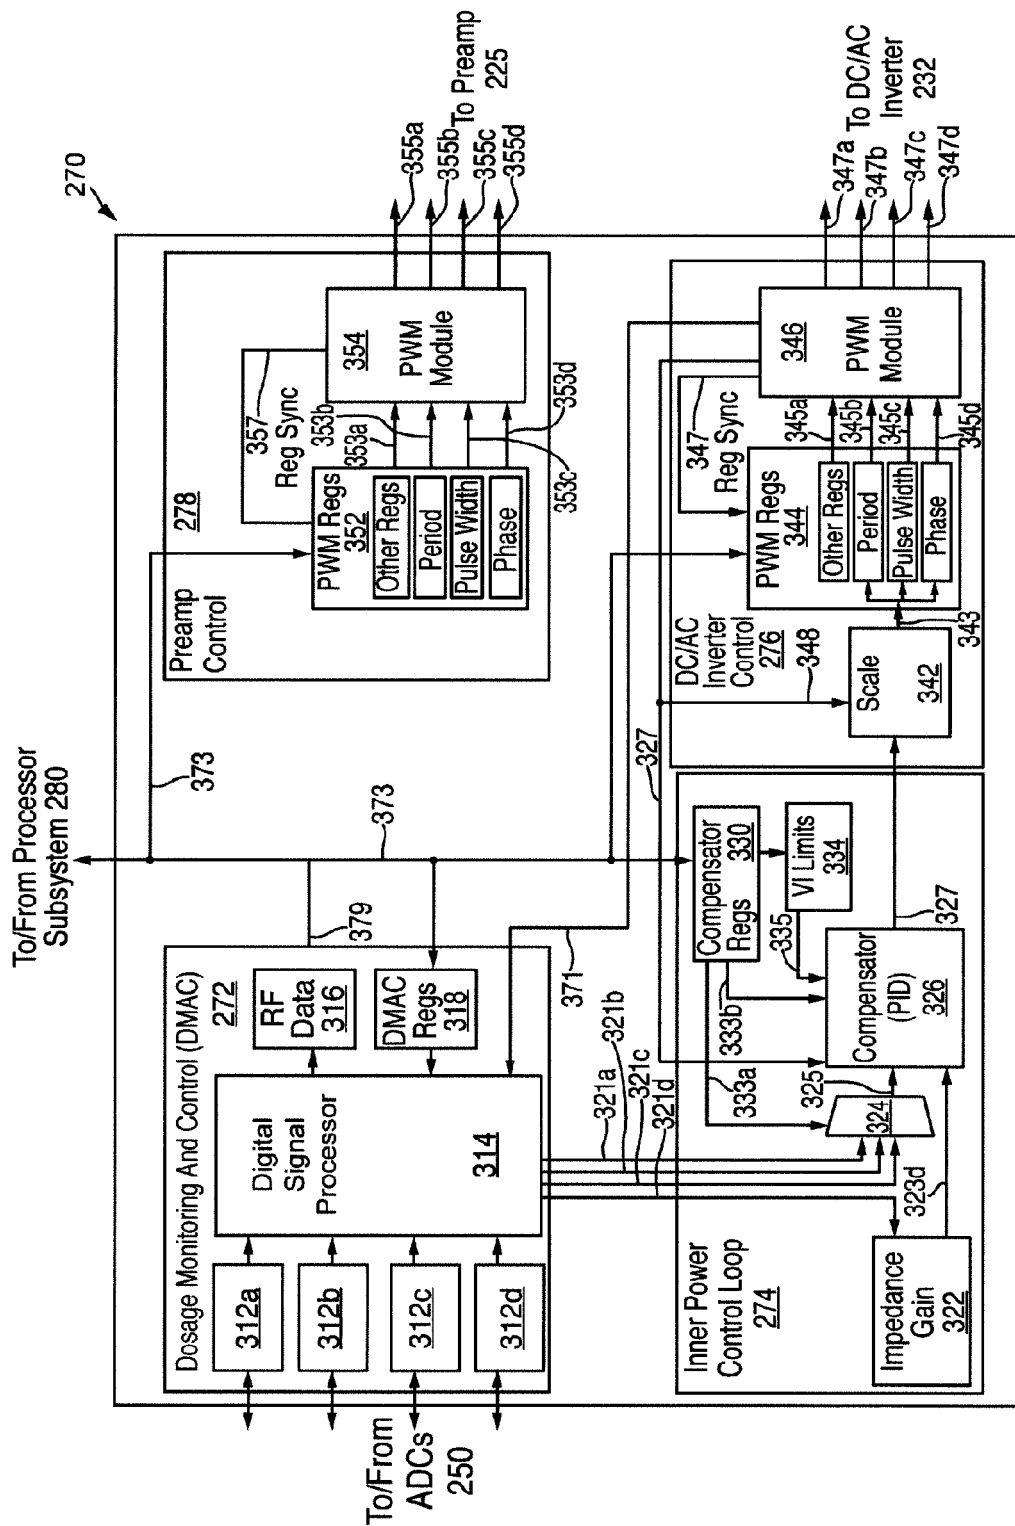 270
To/From Processor
Subsystem 280
373
373
379
Dosage Monitoring And Control (DMAC)
272
312a
312b
312c
312d
To/From
ADCs
250
Digital
Signal
Processor
314
RF
Data
316
DMAC
Regs
318
371
321a
321b
321c
321d
Preamp
Control
278
PWM Regs
352
Other Regs
Period
Pulse Width
Phase
Reg Sync
357
353a
353b
353c
353d
354
PWM
Module
355a
355b
355c
355d
To Preamp
225
Inner Power
Control Loop
274
Impedance
Gain
322
323d
324
325
333a
333b
335
Compensator
Regs
330
VI Limits
334
Compensator
(PID)
326
327
327
DC/AC
Inverter
Control
276
348
Scale
342
343
PWM Regs
344
Other Regs
Period
Pulse Width
Phase
347
Reg Sync
345a
345b
345c
345d
346
PWM
Module
347a
347b
347c
347d
To DC/AC
Inverter
232